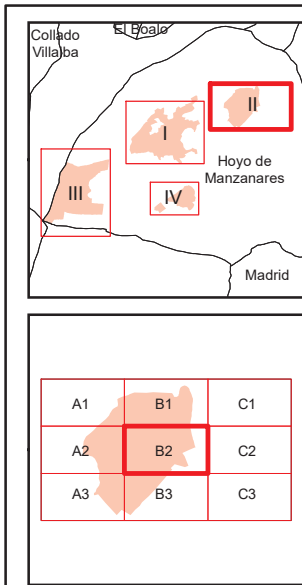 Collado
Villalba
El Boalo
I
II
Hoyo de
Manzanares
III
IV
Madrid
A1 B1 C1
A2 B2 C2
A3 B3 C3